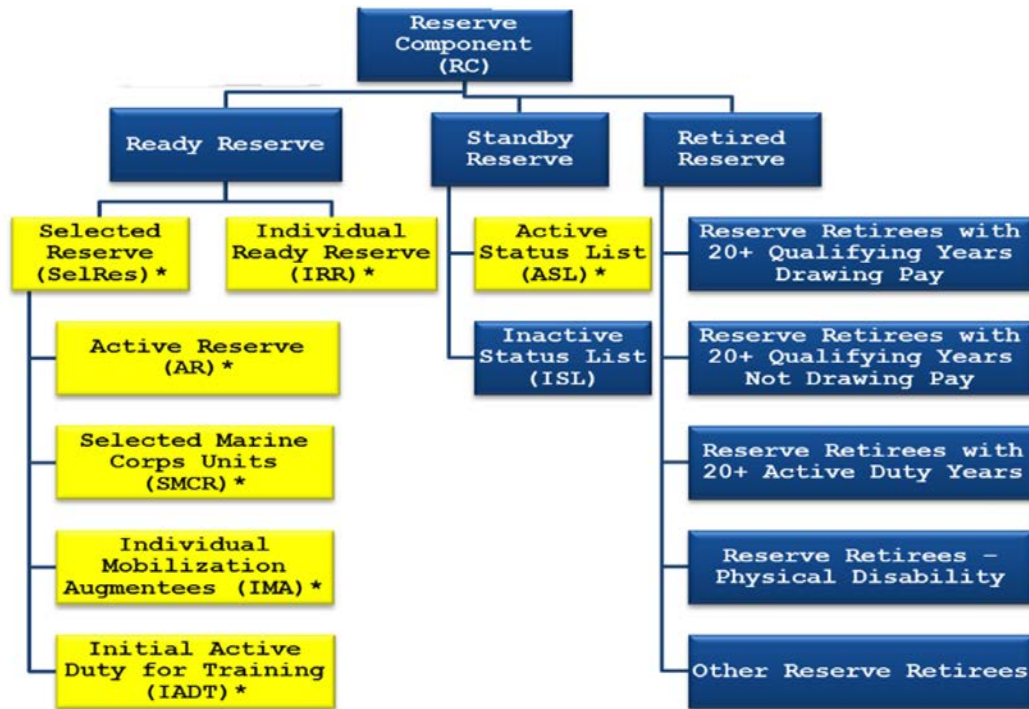 Reserve
Component
(RC)
Ready Reserve
Standby
Reserve
Retired
Reserve
Selected
Reserve
(SelRes)*
Individual
Ready Reserve
(IRR)*
Active
Status List
(ASL)*
Reserve Retirees with
20+ Qualifying Years
Drawing Pay
Active Reserve
(AR)*
Inactive
Status List
(ISL)
Reserve Retirees with
20+ Qualifying Years
Not Drawing Pay
Selected Marine
Corps Units
(SMCR)*
Reserve Retirees with
20+ Active Duty Years
Individual
Mobilization
Augmentees (IMA)*
Reserve Retirees –
Physical Disability
Initial Active
Duty for Training
(IADT)*
Other Reserve Retirees